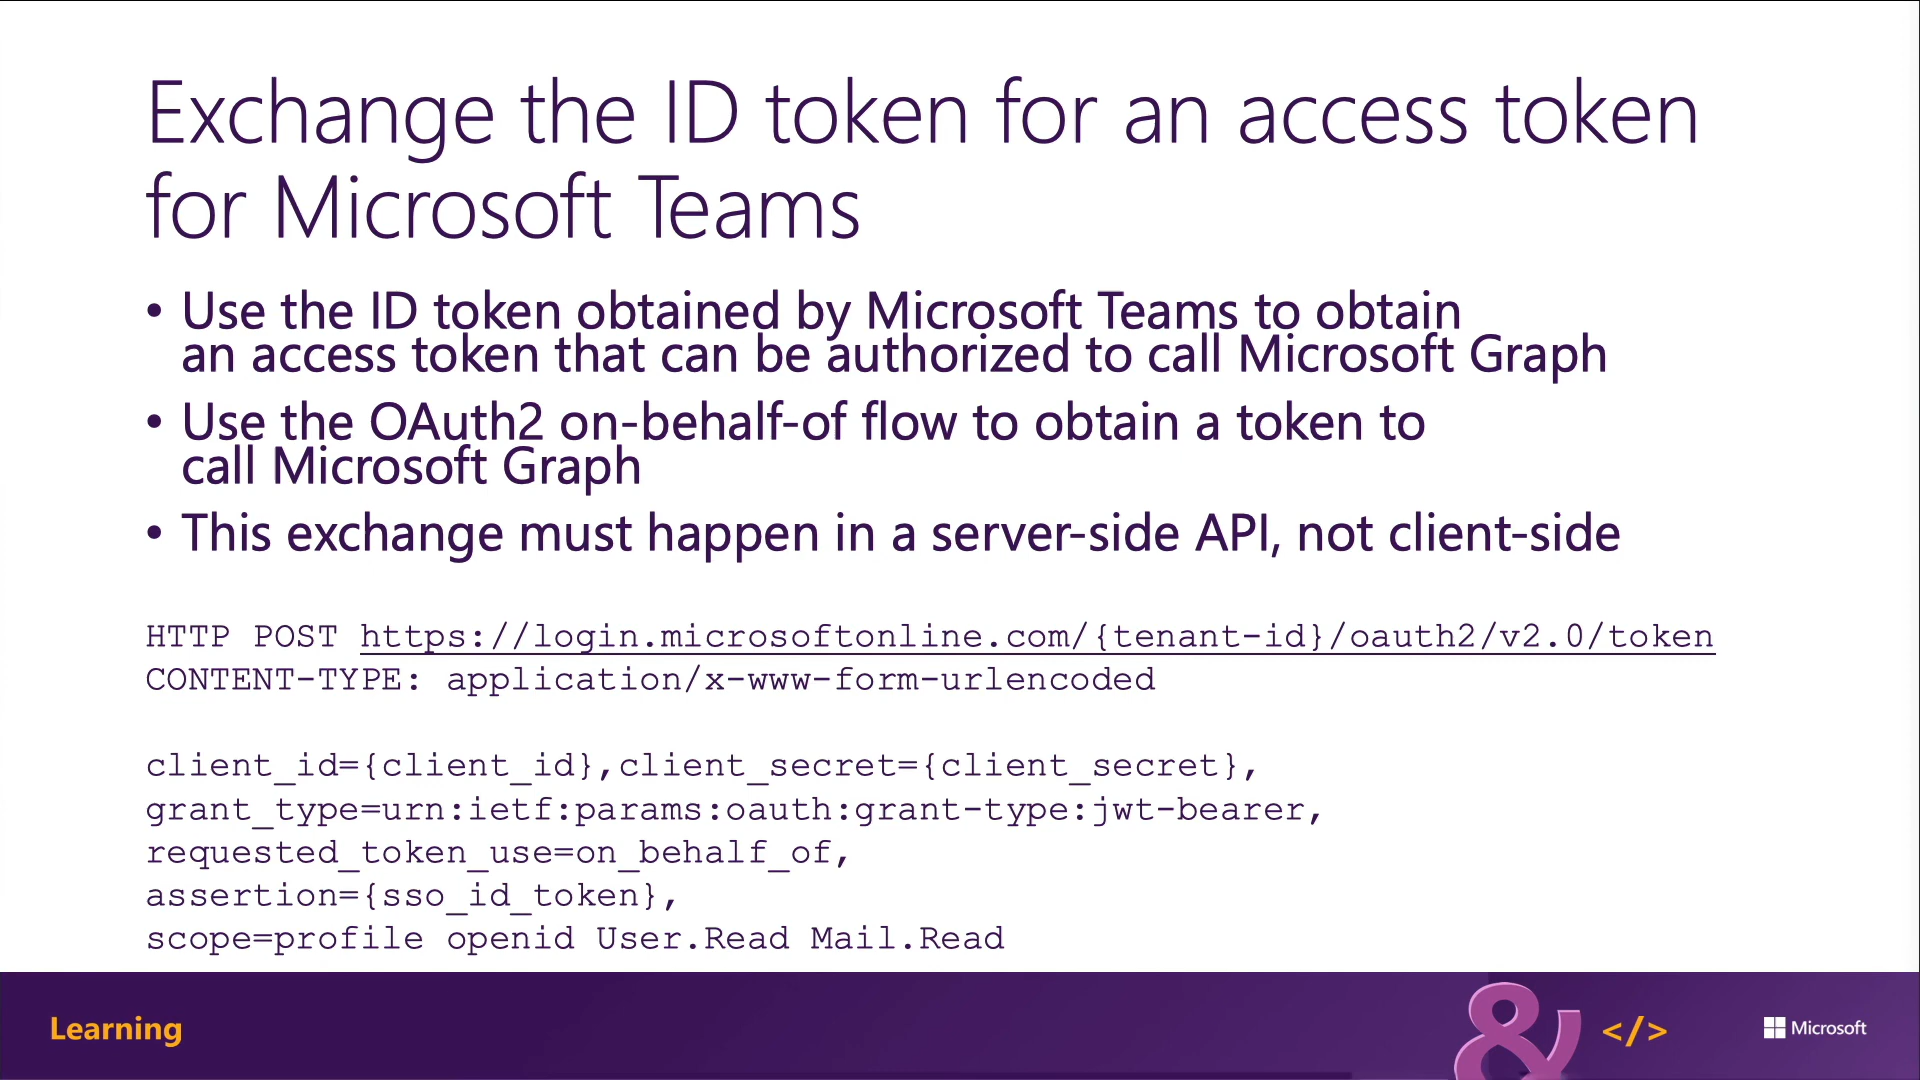 Exchange the ID token for an access token
for Microsoft Teams
• Use the ID token obtained by Microsoft Teams to obtain
an access token that can be authorized to call Microsoft Graph
• Use the OAuth2 on-behalf-of flow to obtain a token to
call Microsoft Graph
• This exchange must happen in a server-side API, not client-side
HTTP POST https://login.microsoftonline.com/{tenant-id}/oauth2/v2.0/token
CONTENT-TYPE: application/x-www-form-urlencoded
client_id={client_id},client_secret={client_secret},
grant_type=urn:ietf:params:oauth:grant-type:jwt-bearer,
requested_token_use=on_behalf_of,
assertion={sso_id_token},
scope=profile openid User.Read Mail.Read
Learning
& </>
Microsoft